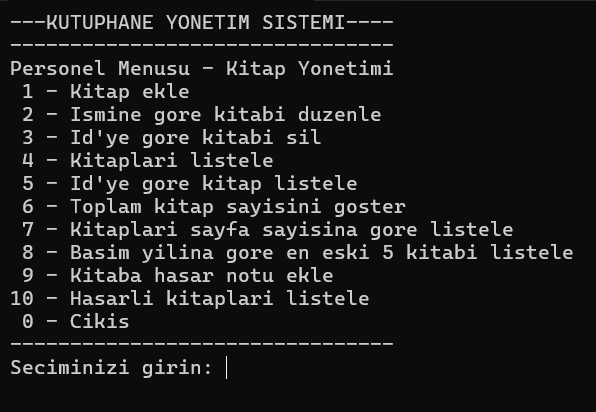 ---KUTUPHANE YONETIM SISTEMI----
--------------------------------
Personel Menusu - Kitap Yonetimi
 1 - Kitap ekle
 2 - Ismine gore kitabi duzenle
 3 - Id'ye gore kitabi sil
 4 - Kitaplari listele
 5 - Id'ye gore kitap listele
 6 - Toplam kitap sayisini goster
 7 - Kitaplari sayfa sayisina gore listele
 8 - Basim yilina gore en eski 5 kitabi listele
 9 - Kitaba hasar notu ekle
10 - Hasarli kitaplari listele
 0 - Cikis
--------------------------------
Seciminizi girin: